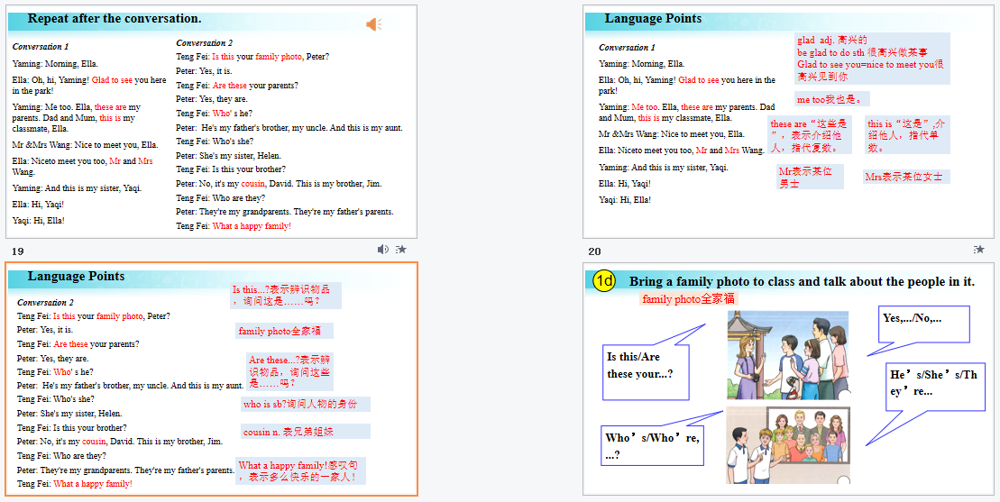 Repeat after the conversation.
Conversation 1
Yaming: Morning, Ella.
Ella: Oh, hi, Yaming! Glad to see you here
in the park!
Yaming: Me too. Ella, these are my
parents. Dad and Mum, this is my
classmate, Ella.
Mr &Mrs Wang: Nice to meet you, Ella.
Ella: Niceto meet you too, Mr and Mrs
Wang.
Yaming: And this is my sister, Yaqi.
Ella: Hi, Yaqi!
Yaqi: Hi, Ella!
Conversation 2
Teng Fei: Is this your family photo, Peter?
Peter: Yes, it is.
Teng Fei: Are these your parents?
Peter: Yes, they are.
Teng Fei: Who' s he?
Peter: He's my father's brother, my uncle. And this is my aunt.
Teng Fei: Who's she?
Peter: She's my sister, Helen.
Teng Fei: Is this your brother?
Peter: No, it's my cousin, David. This is my brother, Jim.
Teng Fei: Who are they?
Peter: They're my grandparents. They're my father's parents.
Teng Fei: What a happy family!
19
Language Points
Conversation 1
Yaming: Morning, Ella.
Ella: Oh, hi, Yaming! Glad to see you here in the
park!
Yaming: Me too. Ella, these are my parents. Dad
and Mum, this is my classmate, Ella.
Mr &Mrs Wang: Nice to meet you, Ella.
Ella: Niceto meet you too, Mr and Mrs Wang.
Yaming: And this is my sister, Yaqi.
Ella: Hi, Yaqi!
Yaqi: Hi, Ella!
glad adj. 高兴的
be glad to do sth 很高兴做某事
Glad to see you=nice to meet you很
高兴见到你
me too我也是。
these are“这些是
”，表示介绍他
人，指代复数。
this is“这是”,介
绍他人，指代单
数。
Mr表示某位
男士
Mrs表示某位女士
20
Language Points
Conversation 2
Teng Fei: Is this your family photo, Peter?
Peter: Yes, it is.
Teng Fei: Are these your parents?
Peter: Yes, they are.
Teng Fei: Who' s he?
Peter: He's my father's brother, my uncle. And this is my aunt.
Teng Fei: Who's she?
Peter: She's my sister, Helen.
Teng Fei: Is this your brother?
Peter: No, it's my cousin, David. This is my brother, Jim.
Teng Fei: Who are they?
Peter: They're my grandparents. They're my father's parents.
Teng Fei: What a happy family!
Is this...?表示辨识物品
，询问这是……吗？
family photo全家福
Are these...?表示辨
识物品，询问这些
是……吗？
who is sb?询问人物的身份
cousin n. 表兄弟姐妹
What a happy family!感叹句
，表示多么快乐的一家人！
1d
Bring a family photo to class and talk about the people in it.
family photo全家福
Is this/Are
these your...?
Yes,.../No,...
He’s/She’s/Th
ey’re...
Who’s/Who’re,
...?